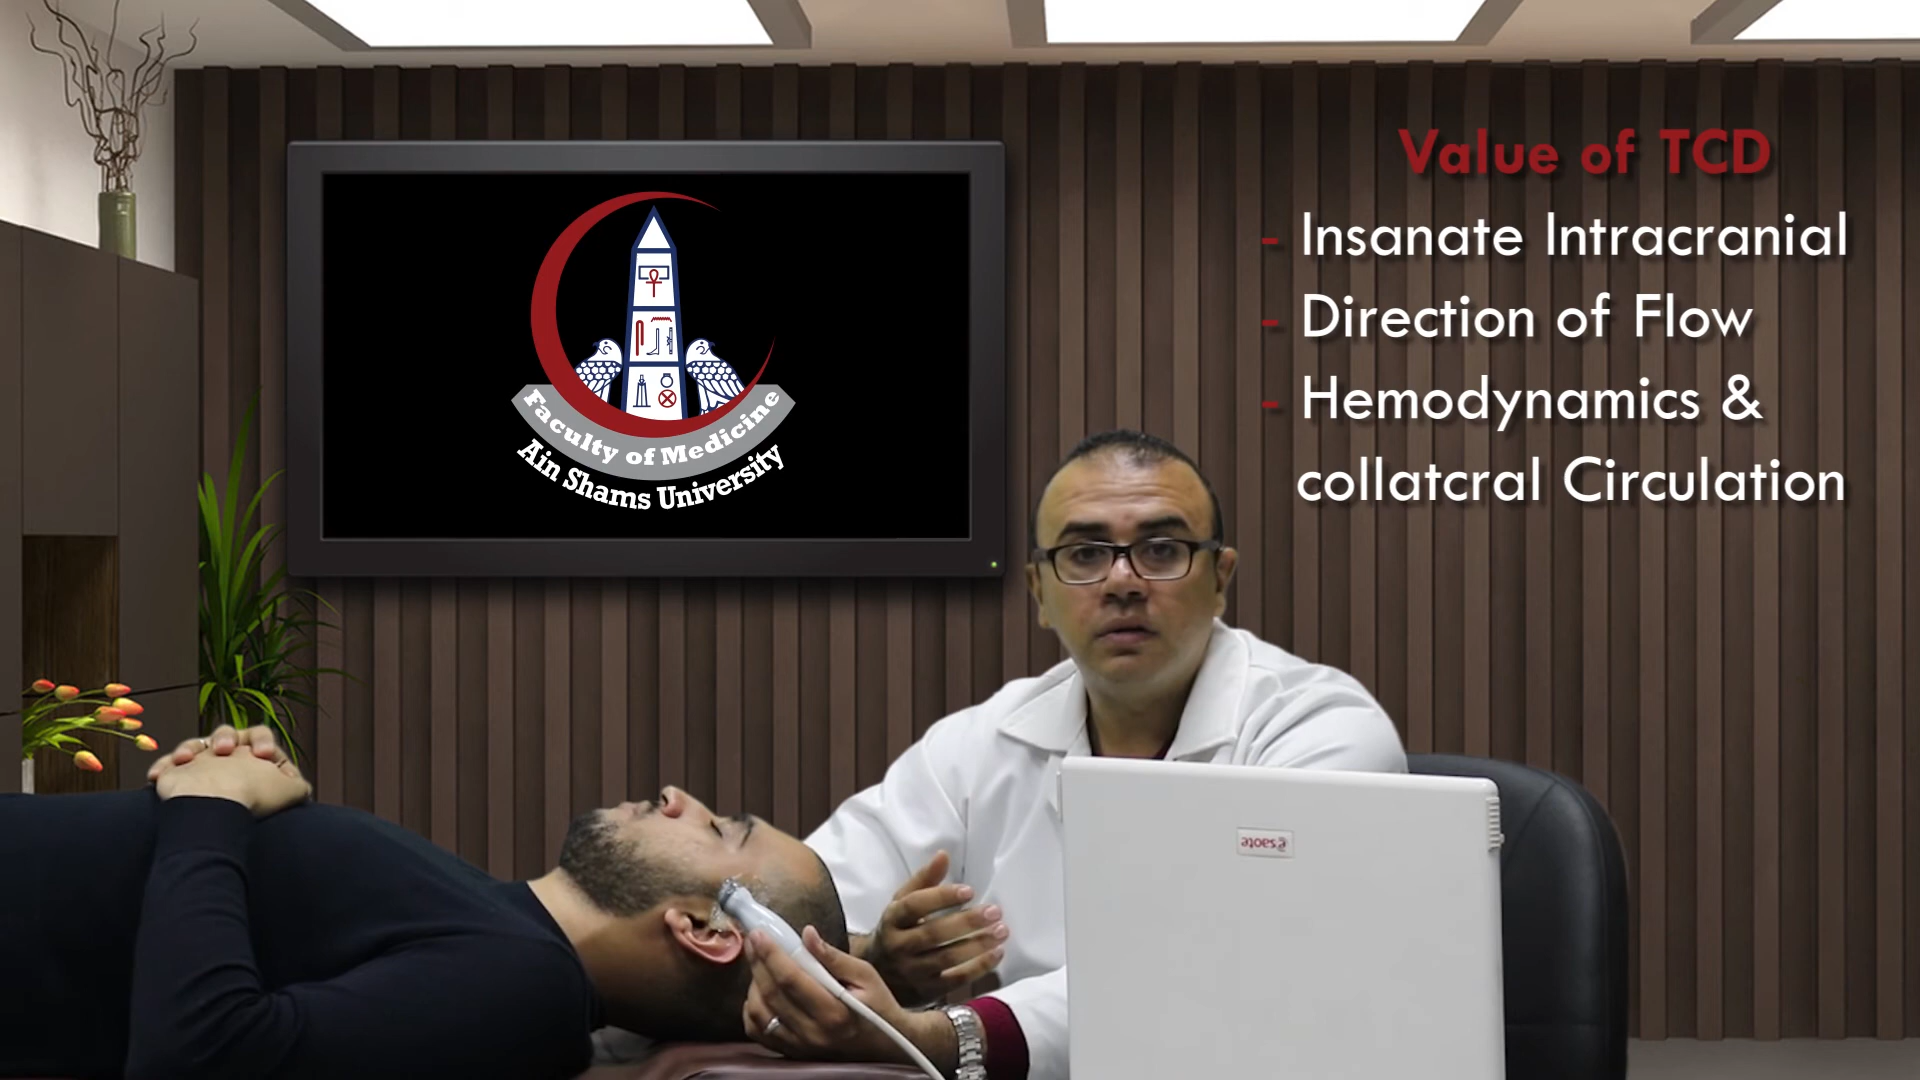 Value of TCD
- Insanate Intracranial
- Direction of Flow
- Hemodynamics &
collatcral Circulation
Faculty of Medicine
Ain Shams University
esaote